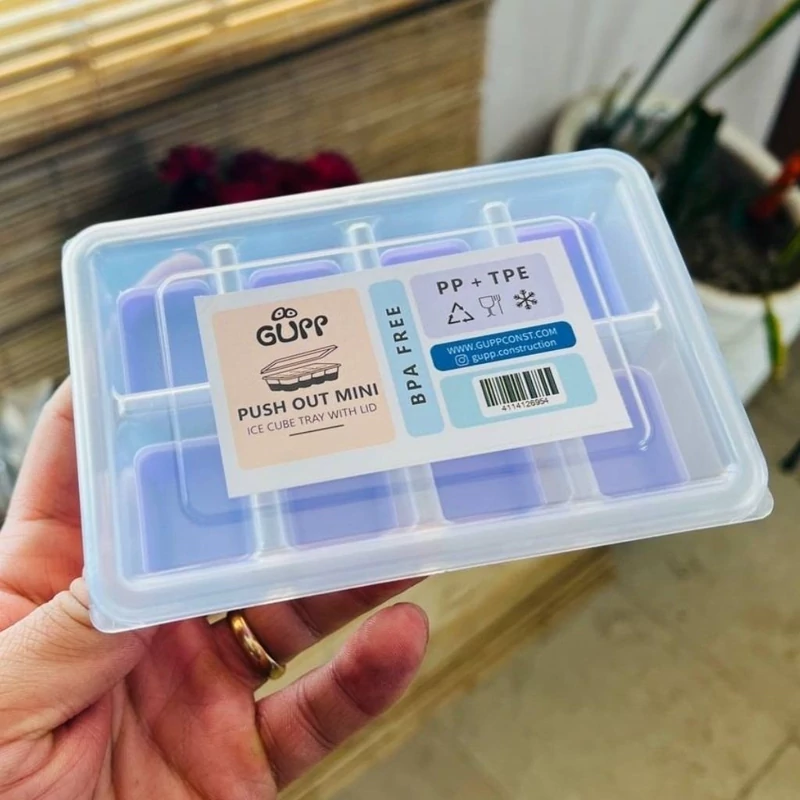 GUPP
PUSH OUT MINI
ICE CUBE TRAY WITH LID
BPA FREE
PP + TPE
WWW.GUPPCONST.COM
gupp.construction
4114126954